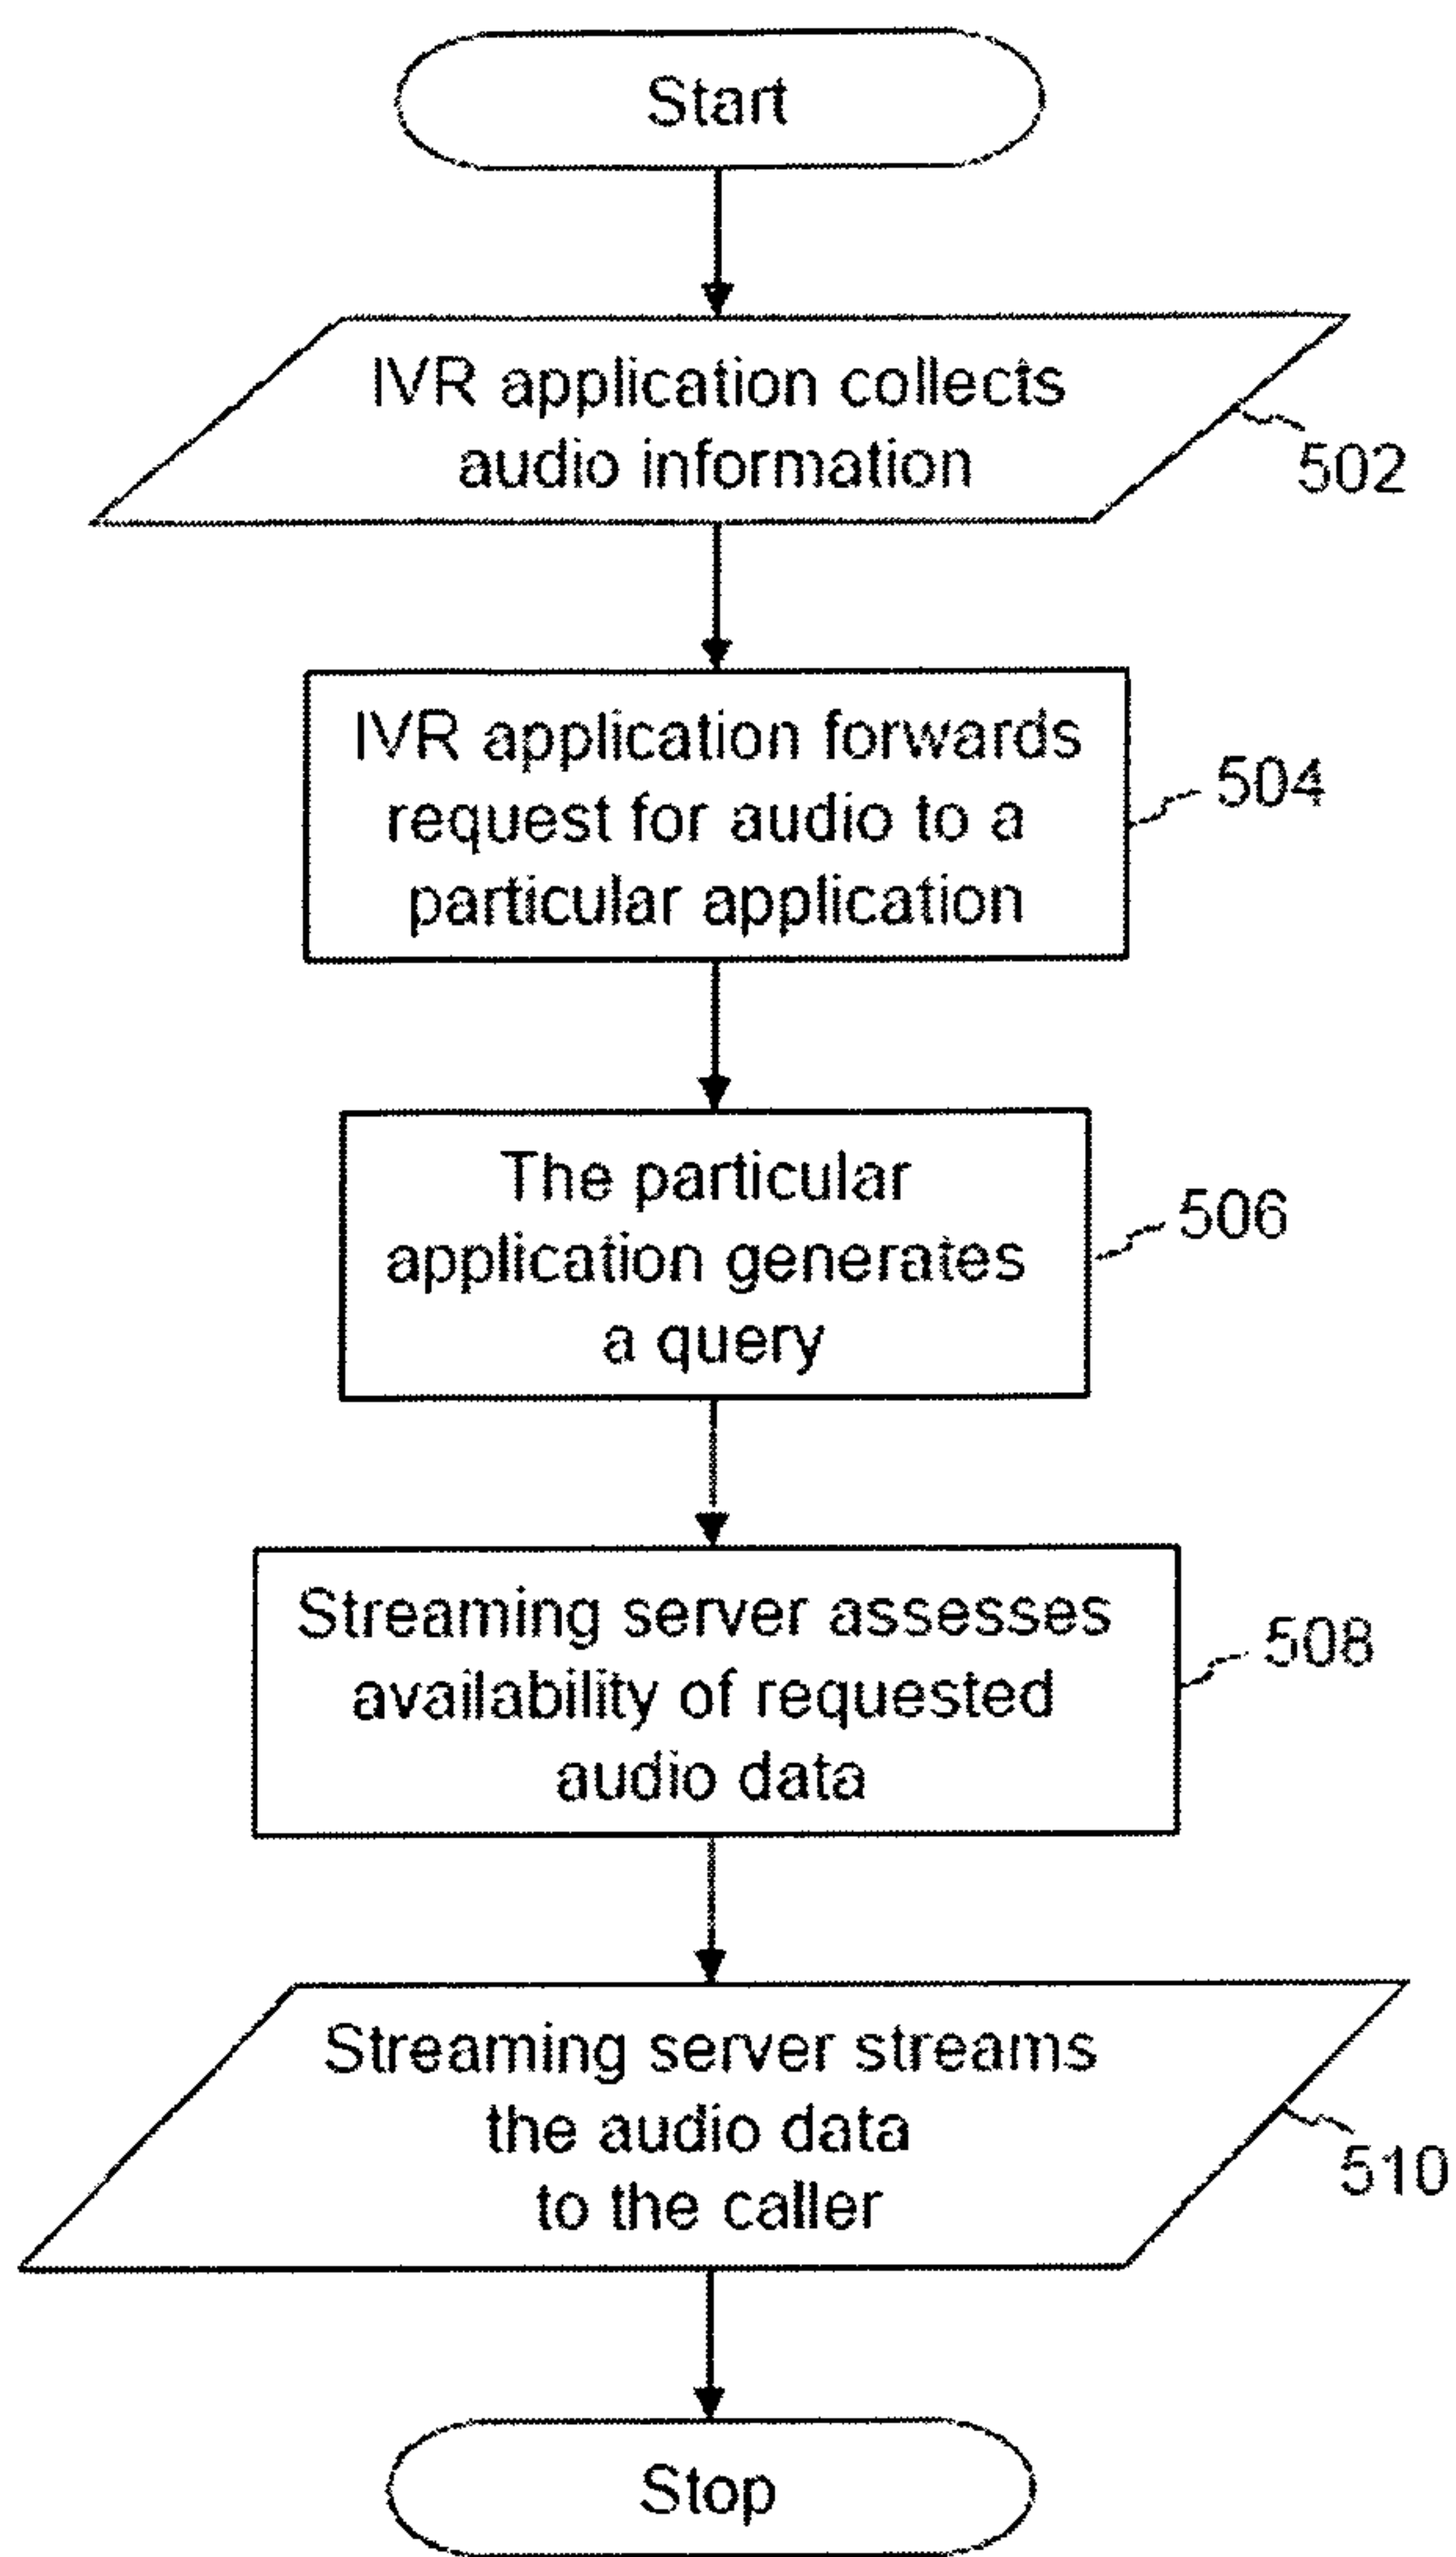 Start
IVR application collects
audio information
502
IVR application forwards
request for audio to a
particular application
504
The particular
application generates
a query
506
Streaming server assesses
availability of requested
audio data
508
Streaming server streams
the audio data
to the caller
510
Stop